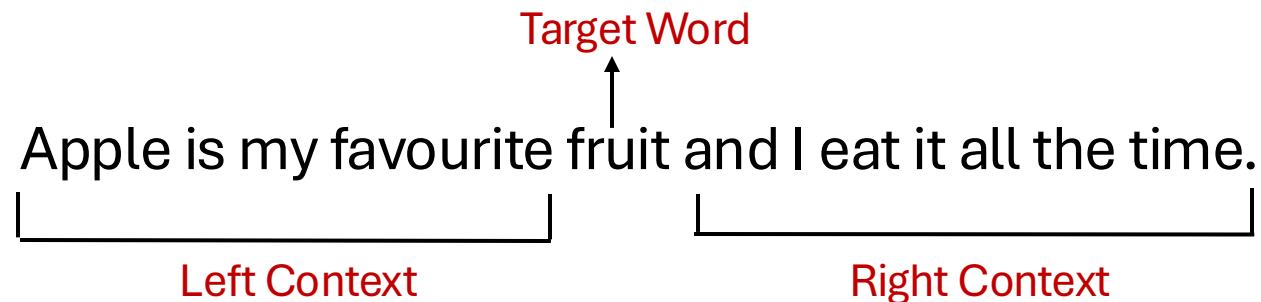 Target Word
Apple is my favourite fruit and I eat it all the time.
Left Context
Right Context